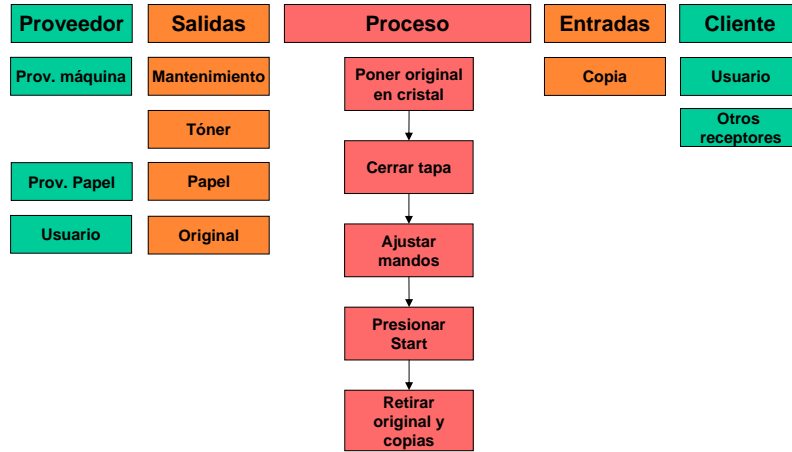 Proveedor
Salidas
Proceso
Entradas
Cliente
Prov. máquina
Mantenimiento
Poner original
en cristal
Copia
Usuario
Tóner
Otros
receptores
Cerrar tapa
Prov. Papel
Papel
Usuario
Original
Ajustar
mandos
Presionar
Start
Retirar
original y
copias